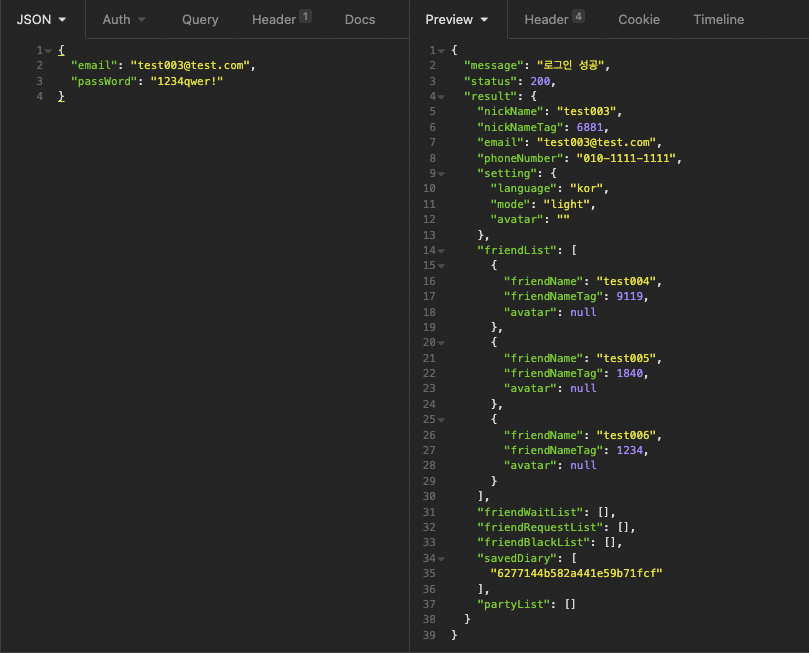 JSON Auth Query Header 1 Docs
1 {
2 "email": "test003@test.com",
3 "passWord": "1234qwer!"
4 }
Preview Header 4 Cookie Timeline
1 {
2 "message": "로그인 성공",
3 "status": 200,
4 "result": {
5 "nickName": "test003",
6 "nickNameTag": 6881,
7 "email": "test003@test.com",
8 "phoneNumber": "010-1111-1111",
9 "setting": {
10 "language": "kor",
11 "mode": "light",
12 "avatar": ""
13 },
14 "friendList": [
15 {
16 "friendName": "test004",
17 "friendNameTag": 9119,
18 "avatar": null
19 },
20 {
21 "friendName": "test005",
22 "friendNameTag": 1840,
23 "avatar": null
24 },
25 {
26 "friendName": "test006",
27 "friendNameTag": 1234,
28 "avatar": null
29 }
30 ],
31 "friendWaitList": [],
32 "friendRequestList": [],
33 "friendBlackList": [],
34 "savedDiary": [
35 "6277144b582a441e59b71fcf"
36 ],
37 "partyList": []
38 }
39 }